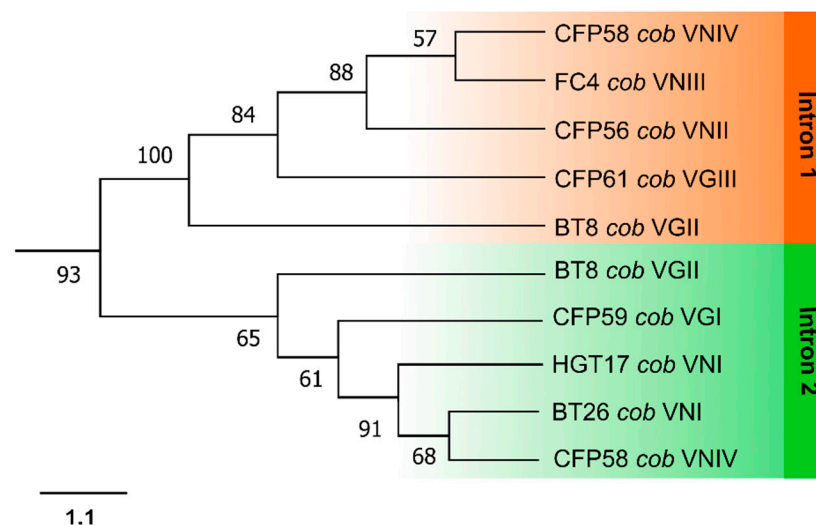 57
CFP58 cob VNIV
88
FC4 cob VNIII
84
CFP56 cob VNII
100
CFP61 cob VGIII
BT8 cob VGII
Intron 1
93
BT8 cob VGII
65
CFP59 cob VGI
61
HGT17 cob VNI
91
BT26 cob VNI
68
CFP58 cob VNIV
Intron 2
1.1